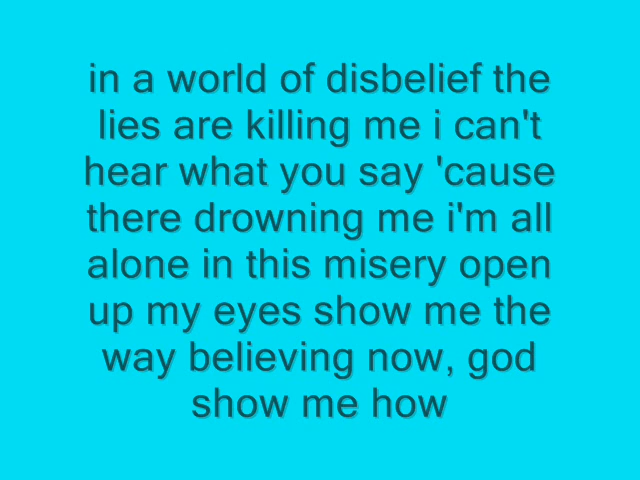 in a world of disbelief the
lies are killing me i can't
hear what you say 'cause
there drowning me i'm all
alone in this misery open
up my eyes show me the
way believing now, god
show me how